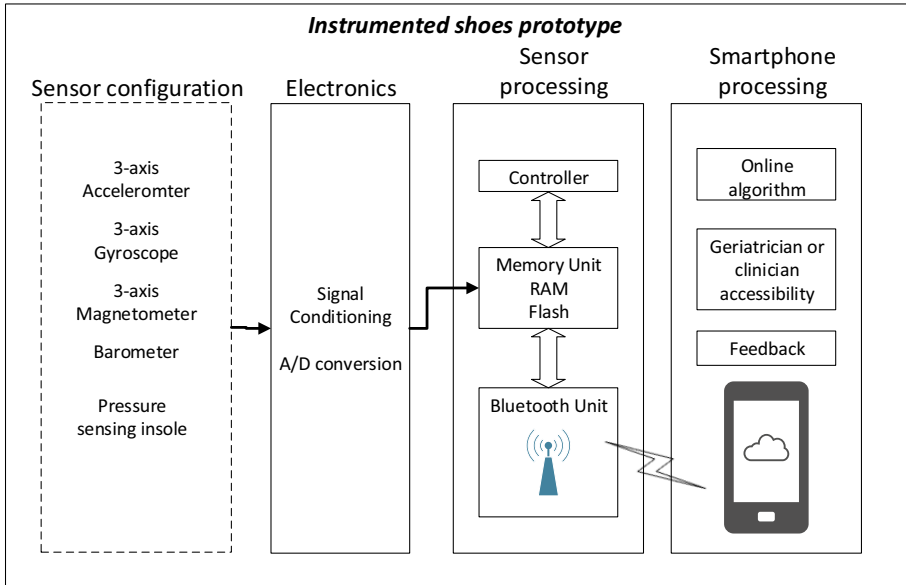 Instrumented shoes prototype
Sensor configuration
3-axis
Acceleromter
3-axis
Gyroscope
3-axis
Magnetometer
Barometer
Pressure
sensing insole
Electronics
Signal
Conditioning
A/D conversion
Sensor
processing
Controller
Memory Unit
RAM
Flash
Bluetooth Unit
Smartphone
processing
Online
algorithm
Geriatrician or
clinician
accessibility
Feedback